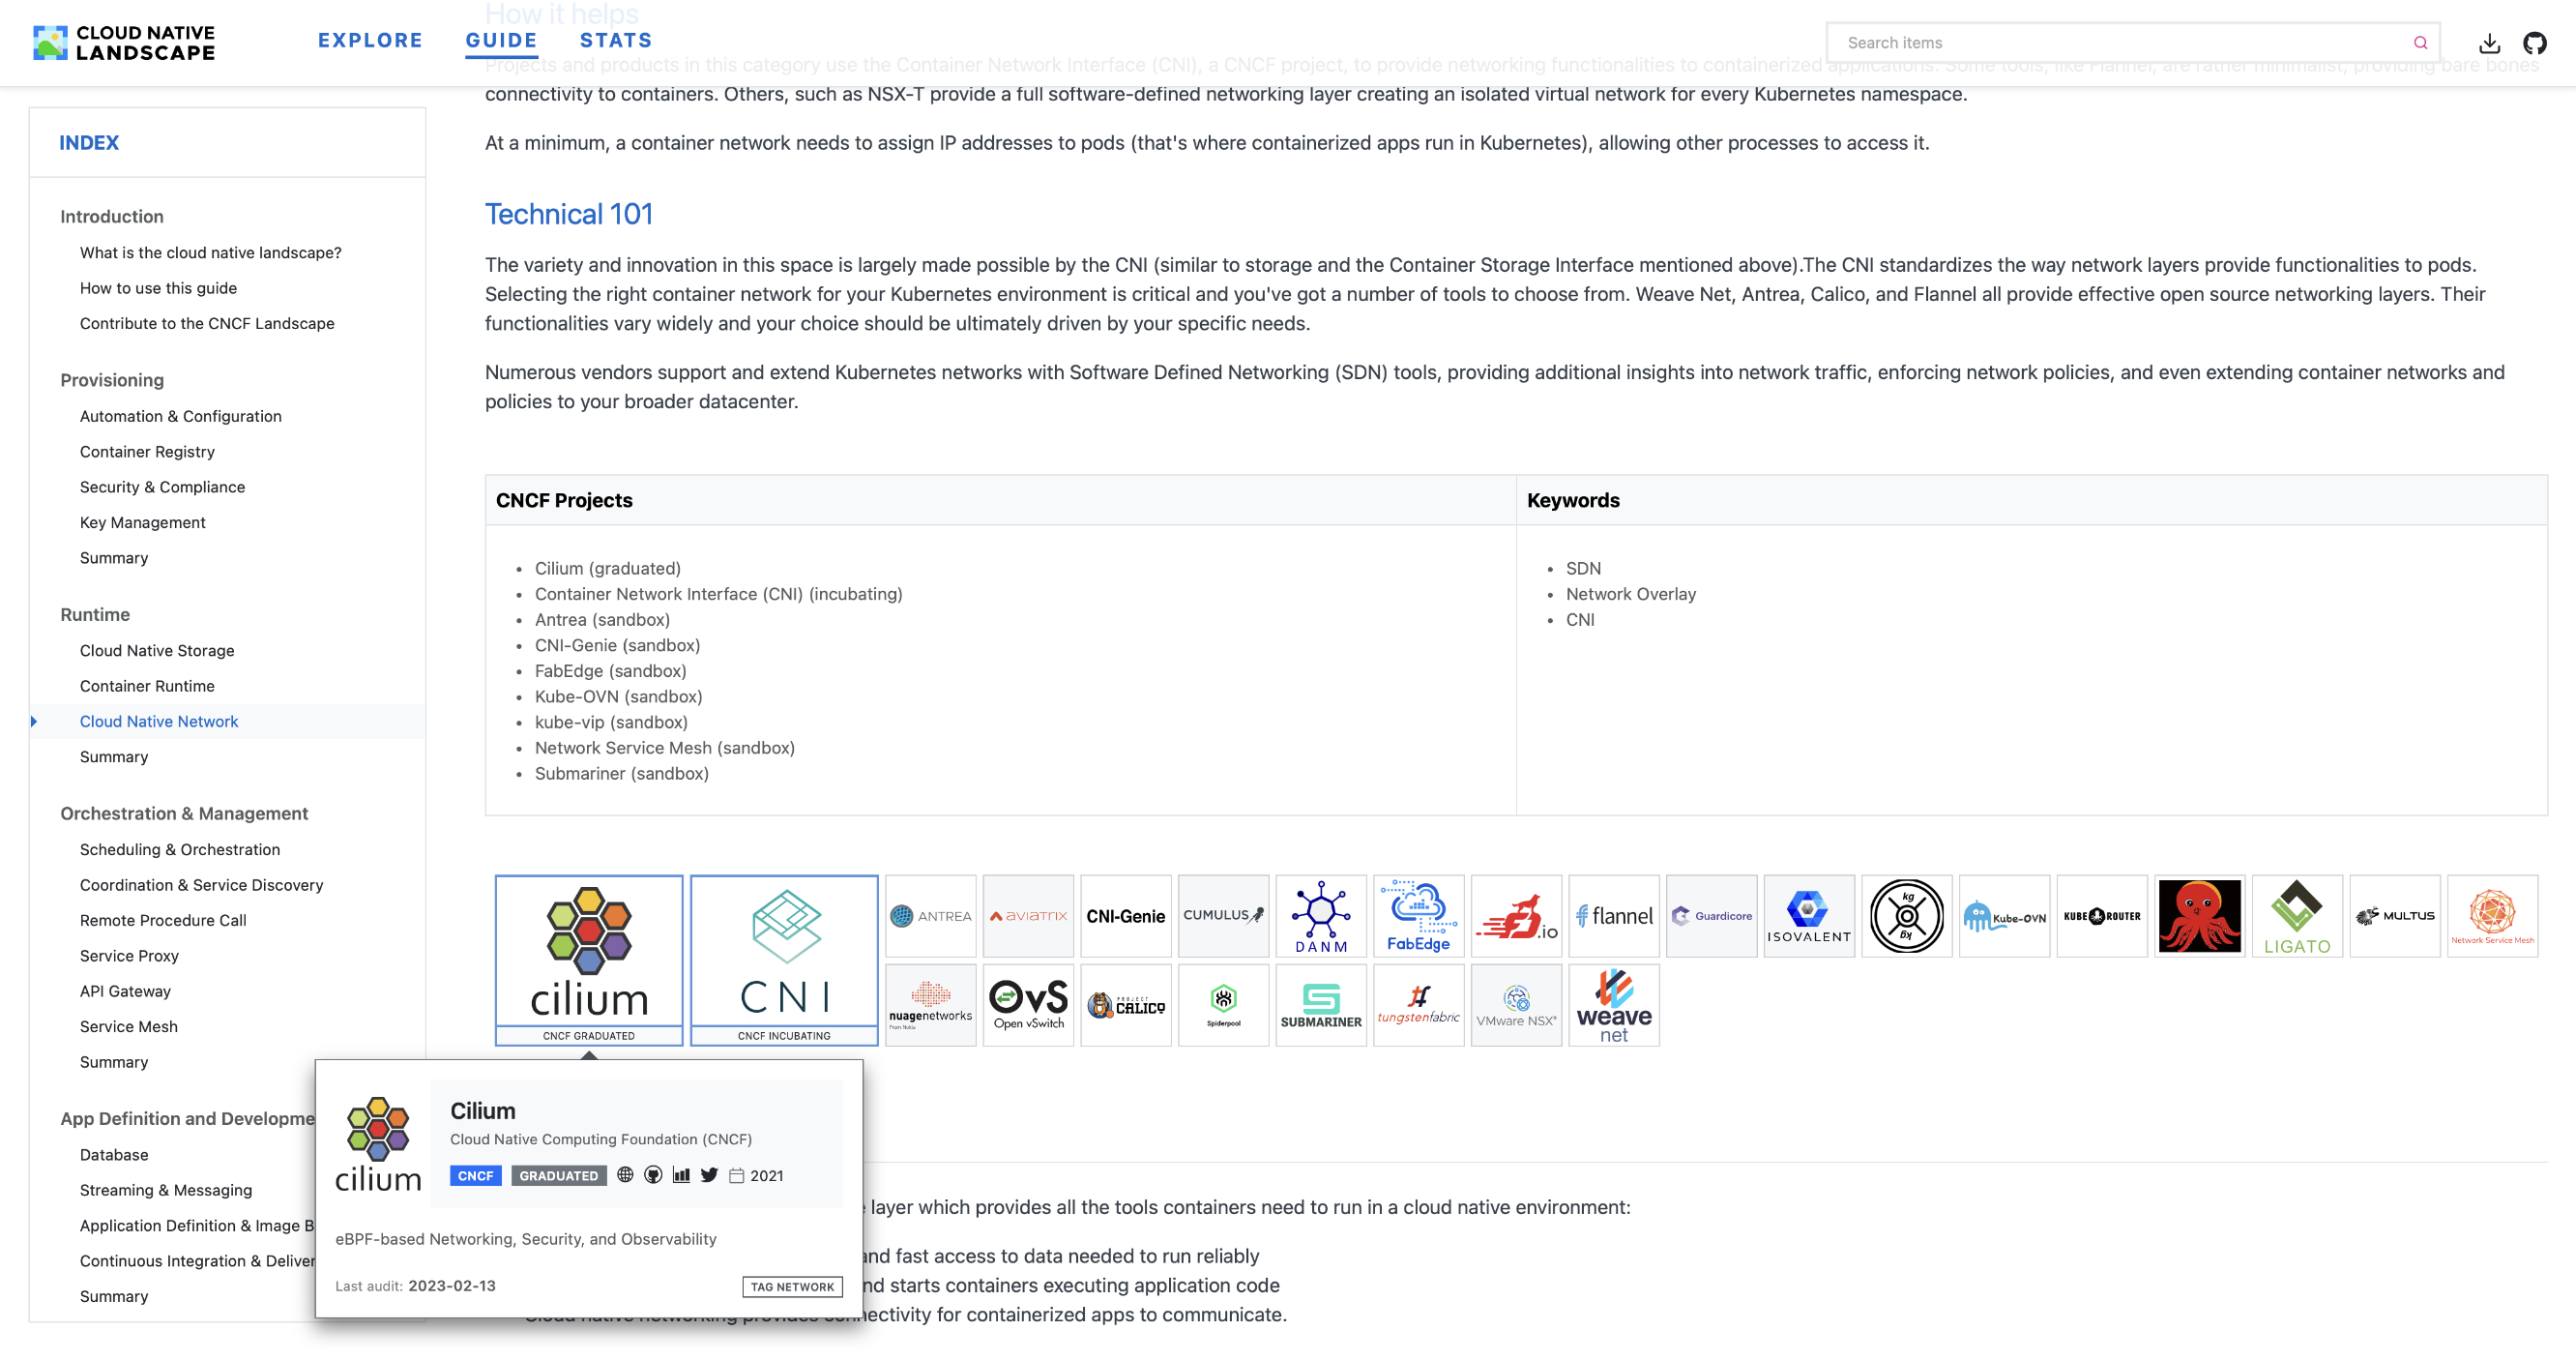 CLOUD NATIVE
LANDSCAPE
EXPLORE
GUIDE
STATS
Search items
How it helps
Projects and products in this category use the Container Network Interface (CNI), a CNCF project, to provide networking functionalities to containerized applications. Some tools, like Flannel, are rather minimalist, providing bare bones
connectivity to containers. Others, such as NSX-T provide a full software-defined networking layer creating an isolated virtual network for every Kubernetes namespace.
At a minimum, a container network needs to assign IP addresses to pods (that's where containerized apps run in Kubernetes), allowing other processes to access it.
INDEX
Introduction
What is the cloud native landscape?
How to use this guide
Contribute to the CNCF Landscape
Provisioning
Automation & Configuration
Container Registry
Security & Compliance
Key Management
Summary
Runtime
Cloud Native Storage
Container Runtime
Cloud Native Network
Summary
Orchestration & Management
Scheduling & Orchestration
Coordination & Service Discovery
Remote Procedure Call
Service Proxy
API Gateway
Service Mesh
Summary
App Definition and Developme
Database
Streaming & Messaging
Application Definition & Image B
Continuous Integration & Deliver
Summary
Technical 101
The variety and innovation in this space is largely made possible by the CNI (similar to storage and the Container Storage Interface mentioned above).The CNI standardizes the way network layers provide functionalities to pods.
Selecting the right container network for your Kubernetes environment is critical and you've got a number of tools to choose from. Weave Net, Antrea, Calico, and Flannel all provide effective open source networking layers. Their
functionalities vary widely and your choice should be ultimately driven by your specific needs.
Numerous vendors support and extend Kubernetes networks with Software Defined Networking (SDN) tools, providing additional insights into network traffic, enforcing network policies, and even extending container networks and
policies to your broader datacenter.
CNCF Projects
Keywords
• Cilium (graduated)
• Container Network Interface (CNI) (incubating)
• Antrea (sandbox)
• CNI-Genie (sandbox)
• FabEdge (sandbox)
• Kube-OVN (sandbox)
• kube-vip (sandbox)
• Network Service Mesh (sandbox)
• Submariner (sandbox)
• SDN
• Network Overlay
• CNI
cilium
CNCF GRADUATED
CNI
CNCF INCUBATING
ANTREA
AVIATRIX
CNI-Genie
CUMULUS
DANM
FabEdge
.io
flannel
Guardicore
ISOVALENT
kg
kg
Kube-OVN
KUBE ROUTER
LIGATO
MULTUS
Network Service Mesh
nuagenetworks
From Nokia
OvS
Open vSwitch
PROJECT
CALICO
Spiderpool
SUBMARINER
tungstenfabric
VMware NSX®
weave
net
cilium
Cilium
Cloud Native Computing Foundation (CNCF)
CNCF
GRADUATED
2021
eBPF-based Networking, Security, and Observability
Last audit: 2023-02-13
TAG NETWORK
layer which provides all the tools containers need to run in a cloud native environment:
and fast access to data needed to run reliably
nd starts containers executing application code
Cloud native networking provides connectivity for containerized apps to communicate.